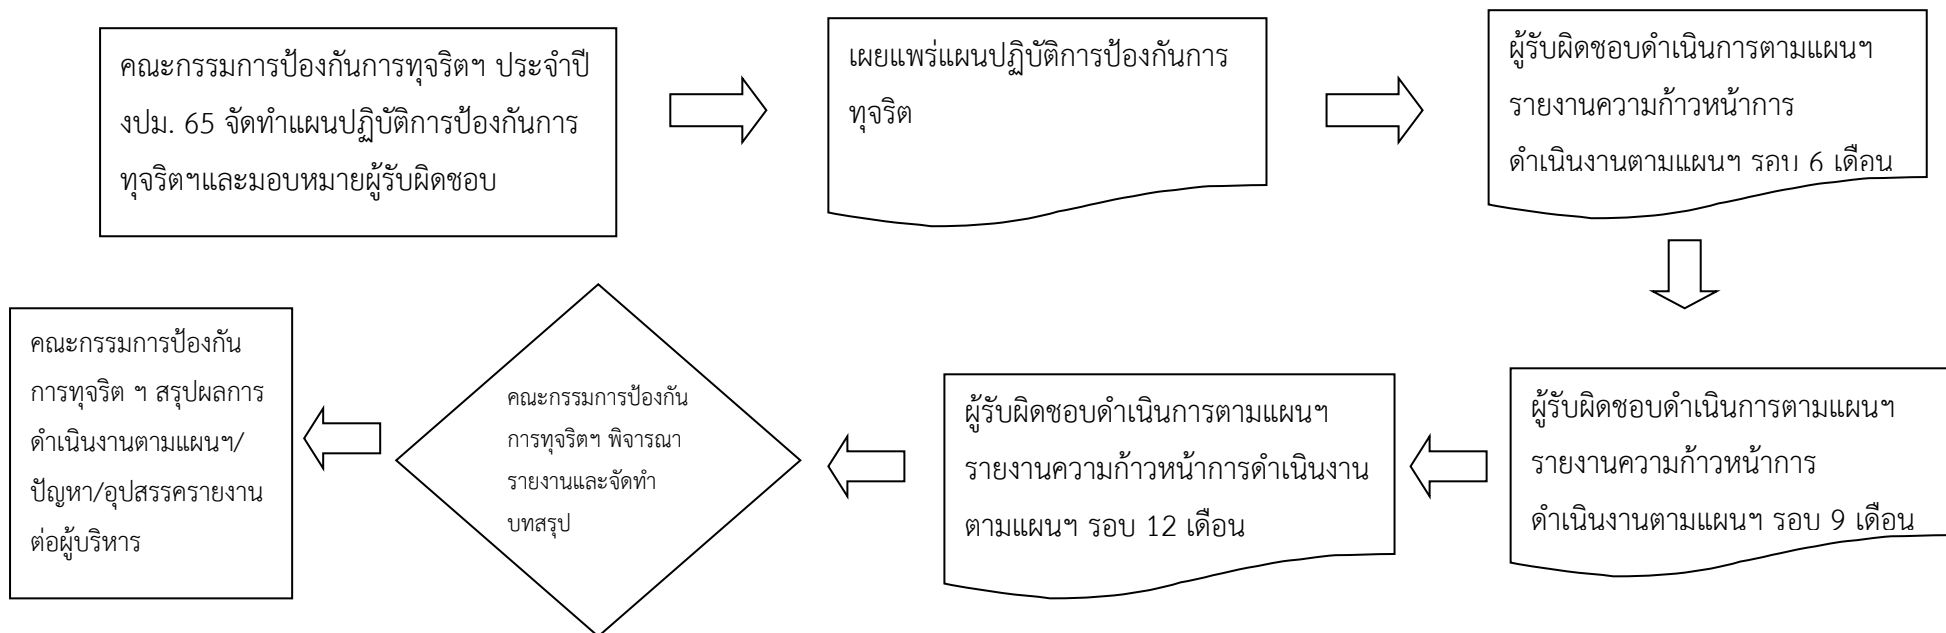 คณะกรรมการป้องกันการทุจริตฯ ประจำปี
งปม. 65 จัดทำแผนปฏิบัติการป้องกันการ
ทุจริตฯและมอบหมายผู้รับผิดชอบ
เผยแพร่แผนปฏิบัติการป้องกันการ
ทุจริต
ผู้รับผิดชอบดำเนินการตามแผนฯ
รายงานความก้าวหน้าการ
ดำเนินงานตามแผนฯ รอบ 6 เดือน
ผู้รับผิดชอบดำเนินการตามแผนฯ
รายงานความก้าวหน้าการ
ดำเนินงานตามแผนฯ รอบ 9 เดือน
ผู้รับผิดชอบดำเนินการตามแผนฯ
รายงานความก้าวหน้าการดำเนินงาน
ตามแผนฯ รอบ 12 เดือน
คณะกรรมการป้องกัน
การทุจริตฯ พิจารณา
รายงานและจัดทำ
บทสรุป
คณะกรรมการป้องกัน
การทุจริต ฯ สรุปผลการ
ดำเนินงานตามแผนฯ/
ปัญหา/อุปสรรครายงาน
ต่อผู้บริหาร